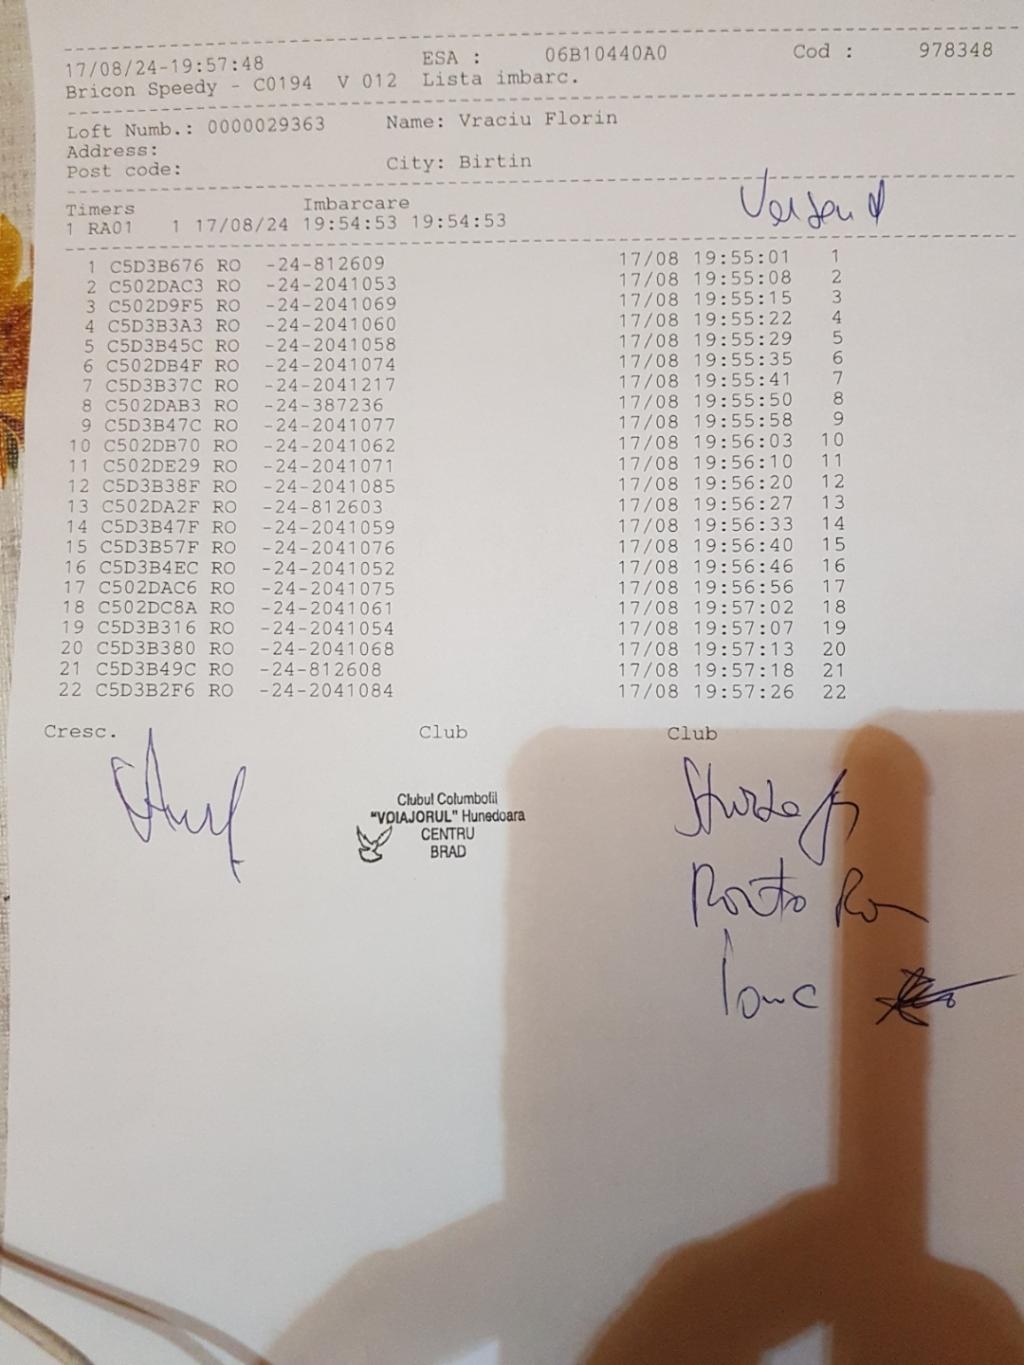 17/08/24-19:57:48 ESA : 06B10440A0 Cod : 978348
Bricon Speedy - C0194 V 012 Lista imbarc.
Loft Numb.: 0000029363 Name: Vraciu Florin
Address:
Post code: City: Birtin
Timers Imbarcare
1 RA01 1 17/08/24 19:54:53 19:54:53
1 C5D3B676 RO -24-812609 17/08 19:55:01 1
2 C502DAC3 RO -24-2041053 17/08 19:55:08 2
3 C502D9F5 RO -24-2041069 17/08 19:55:15 3
4 C5D3B3A3 RO -24-2041060 17/08 19:55:22 4
5 C5D3B45C RO -24-2041058 17/08 19:55:29 5
6 C502DB4F RO -24-2041074 17/08 19:55:35 6
7 C5D3B37C RO -24-2041217 17/08 19:55:41 7
8 C502DAB3 RO -24-387236 17/08 19:55:50 8
9 C5D3B47C RO -24-2041077 17/08 19:55:58 9
10 C502DB70 RO -24-2041062 17/08 19:56:03 10
11 C502DE29 RO -24-2041071 17/08 19:56:10 11
12 C5D3B38F RO -24-2041085 17/08 19:56:20 12
13 C502DA2F RO -24-812603 17/08 19:56:27 13
14 C5D3B47F RO -24-2041059 17/08 19:56:33 14
15 C5D3B57F RO -24-2041076 17/08 19:56:40 15
16 C5D3B4EC RO -24-2041052 17/08 19:56:46 16
17 C502DAC6 RO -24-2041075 17/08 19:56:56 17
18 C502DC8A RO -24-2041061 17/08 19:57:02 18
19 C5D3B316 RO -24-2041054 17/08 19:57:07 19
20 C5D3B380 RO -24-2041068 17/08 19:57:13 20
21 C5D3B49C RO -24-812608 17/08 19:57:18 21
22 C5D3B2F6 RO -24-2041084 17/08 19:57:26 22
Cresc. Club Club
Clubul Columbofil
"VOIAJORUL" Hunedoara
CENTRU
BRAD